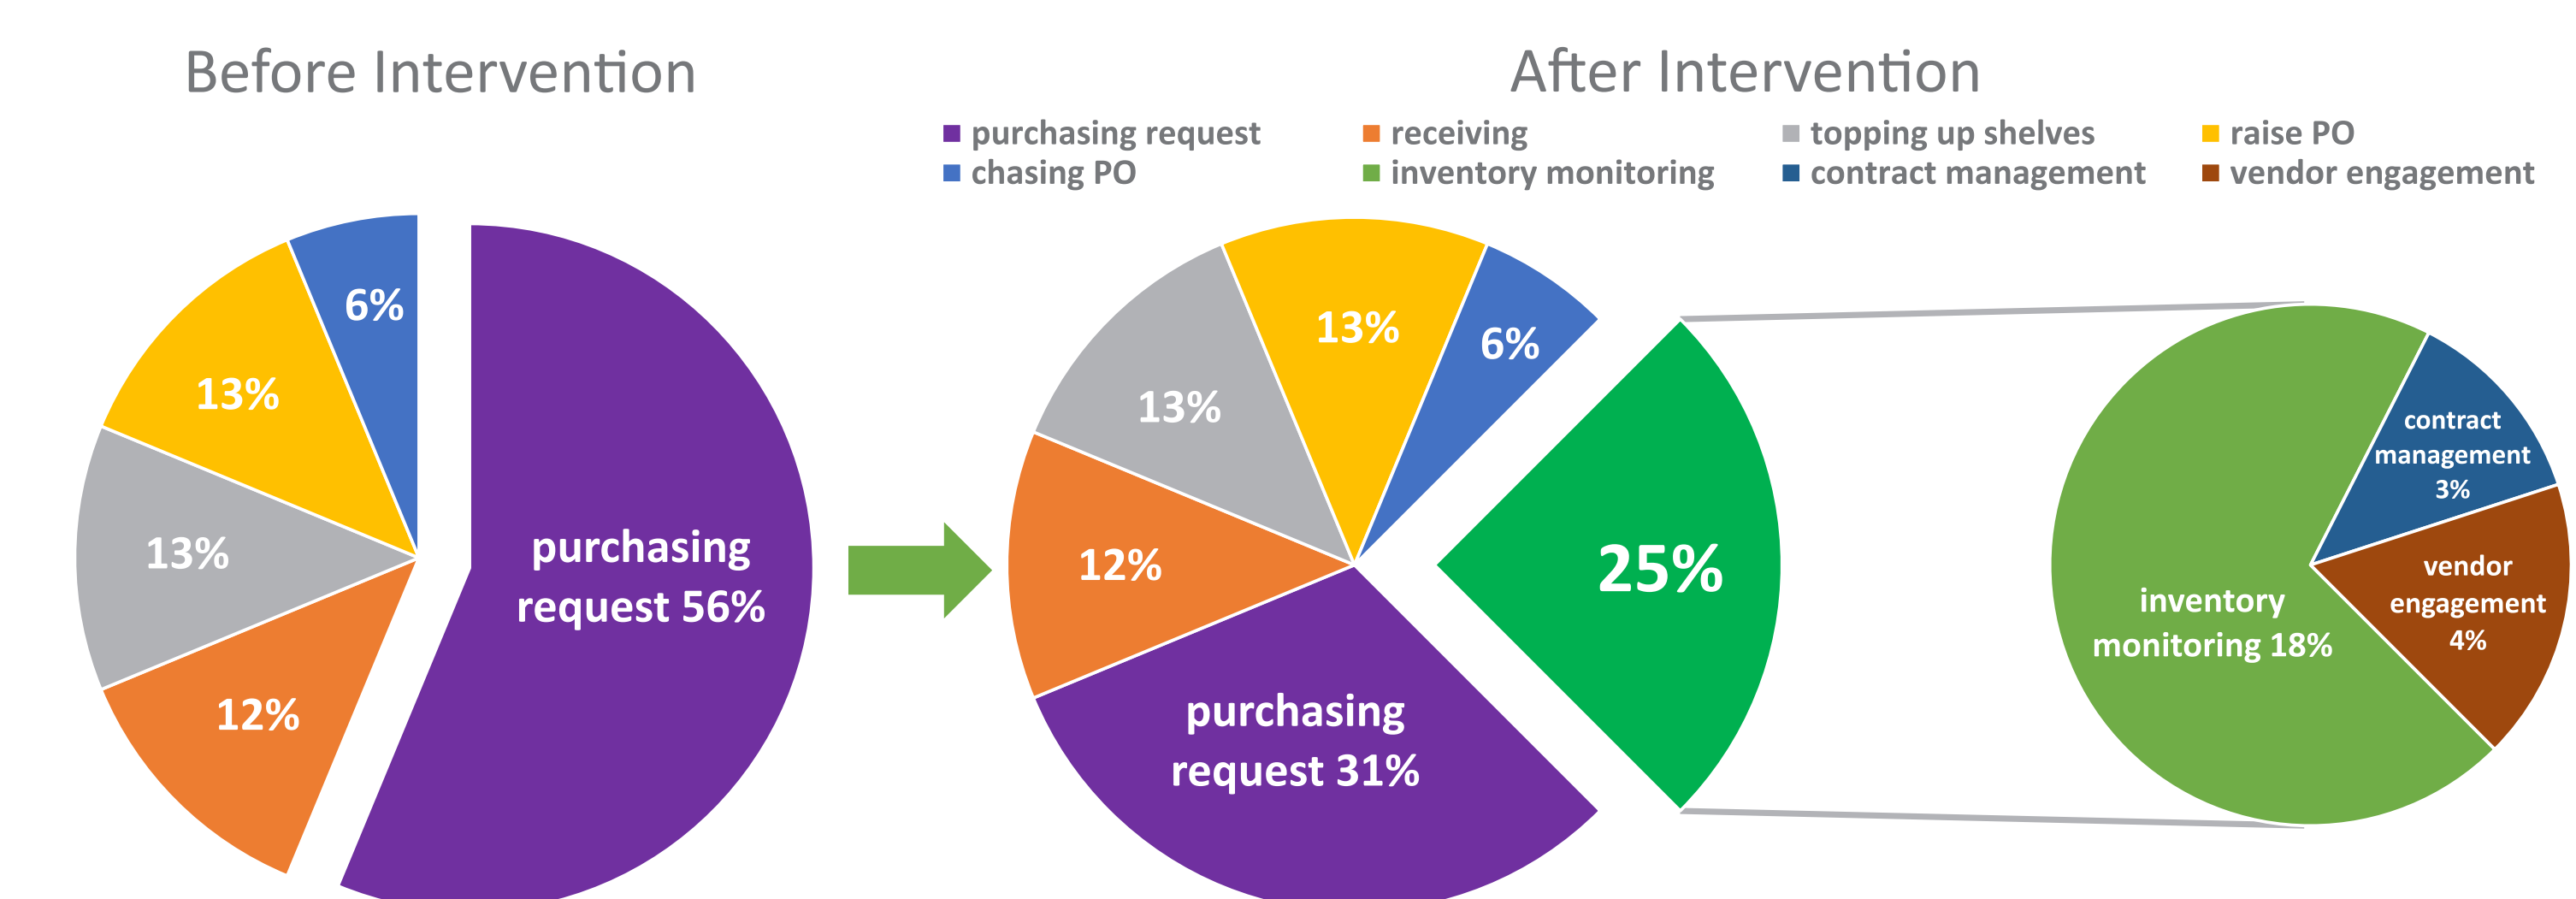 Before Intervention
After Intervention
purchasing request
receiving
topping up shelves
raise PO
chasing PO
inventory monitoring
contract management
vendor engagement
6%
13%
13%
12%
purchasing
request 56%
13%
6%
13%
12%
purchasing
request 31%
25%
contract
management
3%
vendor
engagement
4%
inventory
monitoring 18%